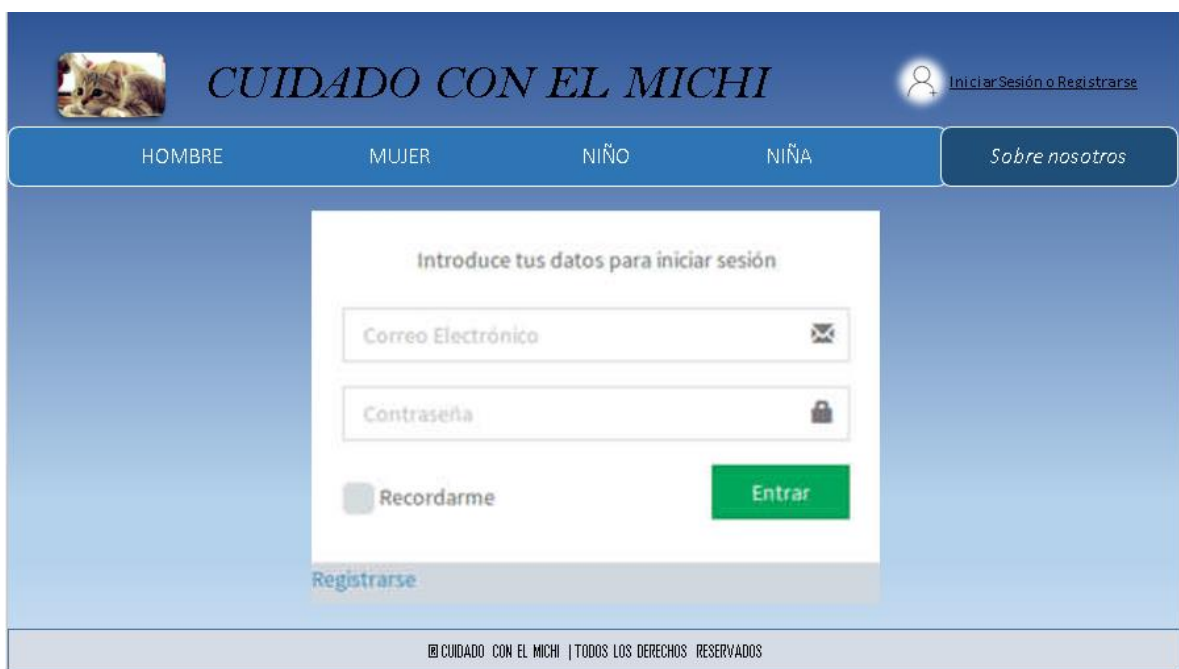 CUIDADO CON EL MICHI
Iniciar Sesión o Registrarse
HOMBRE MUJER NIÑO NIÑA Sobre nosotros
Introduce tus datos para iniciar sesión
Correo Electrónico
Contraseña
Recordarme Entrar
Registrarse
® CUIDADO CON EL MICHI | TODOS LOS DERECHOS RESERVADOS